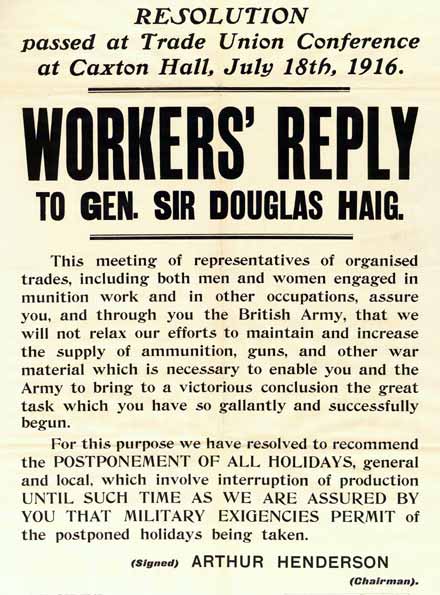 RESOLUTION
passed at Trade Union Conference
at Caxton Hall, July 18th, 1916.
WORKERS' REPLY
TO GEN. SIR DOUGLAS HAIG.
This meeting of representatives of organised
trades, including both men and women engaged in
munition work and in other occupations, assure
you, and through you the British Army, that we
will not relax our efforts to maintain and increase
the supply of ammunition, guns, and other war
material which is necessary to enable you and the
Army to bring to a victorious conclusion the great
task which you have so gallantly and successfully
begun.
For this purpose we have resolved to recommend
the POSTPONEMENT OF ALL HOLIDAYS, general
and local, which involve interruption of production
UNTIL SUCH TIME AS WE ARE ASSURED BY
YOU THAT MILITARY EXIGENCIES PERMIT of
the postponed holidays being taken.
(Signed) ARTHUR HENDERSON
(Chairman).